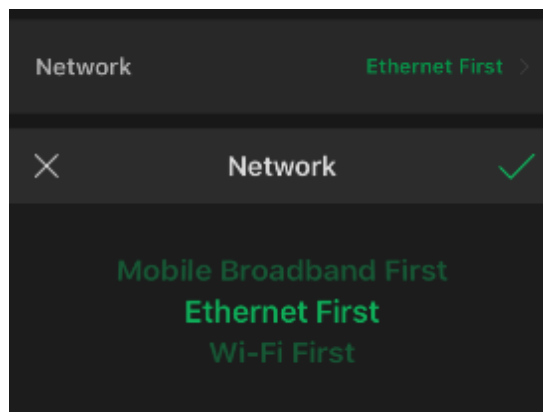 Network Ethernet First
Network
Mobile Broadband First
Ethernet First
Wi-Fi First